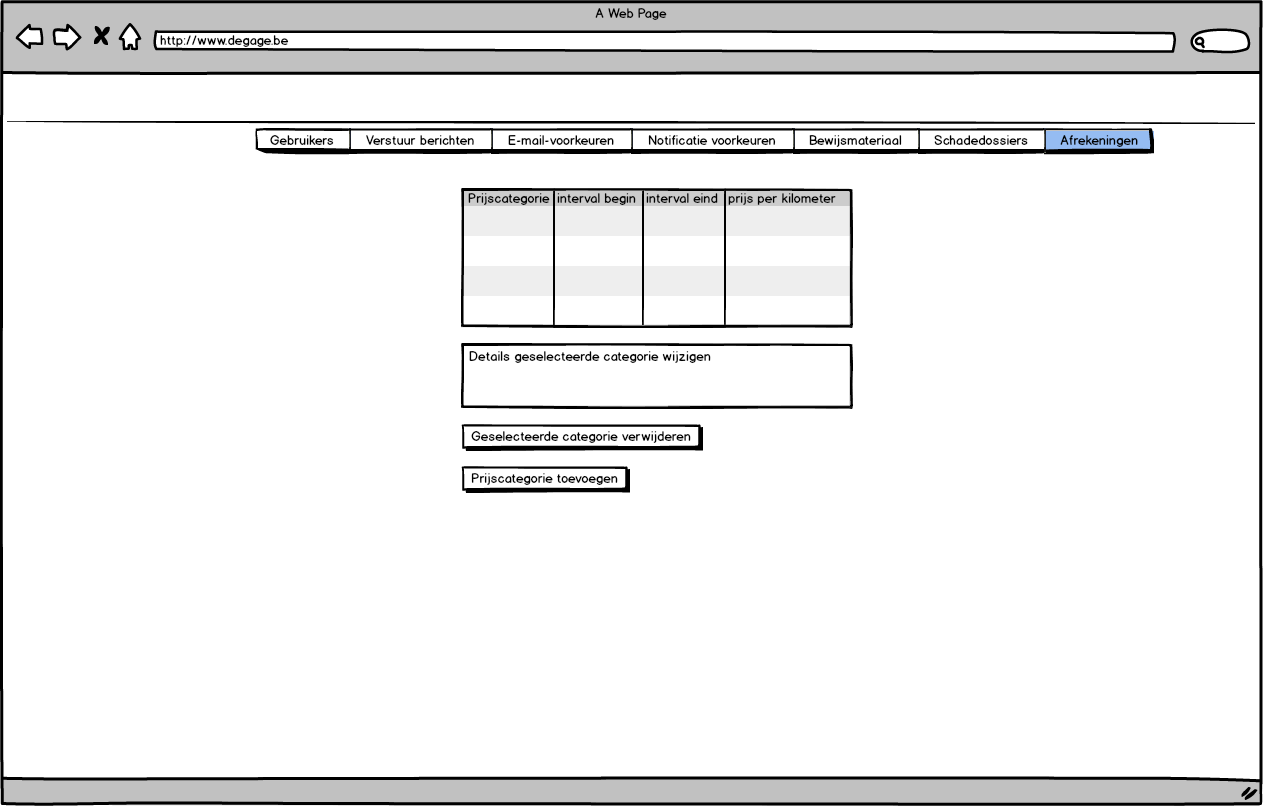 A Web Page
http://www.degage.be
Gebruikers Verstuur berichten E-mail-voorkeuren Notificatie voorkeuren Bewijsmateriaal Schadedossiers Afrekeningen
Prijscategorie interval begin interval eind prijs per kilometer
Details geselecteerde categorie wijzigen
Geselecteerde categorie verwijderen
Prijscategorie toevoegen